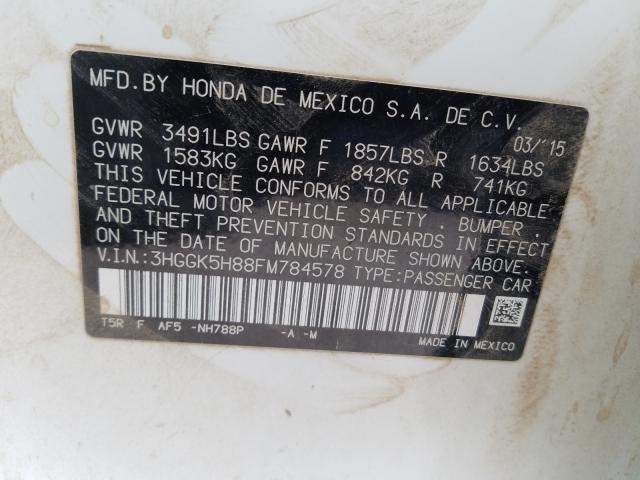 MFD.BY HONDA DE MEXICO S.A. DE C.V.
03/'15
GVWR 3491LBS GAWR F 1857LBS R 1634LBS
GVWR 1583KG GAWR F 842KG R 741KG
THIS VEHICLE CONFORMS TO ALL APPLICABLE
FEDERAL MOTOR VEHICLE SAFETY . BUMPER .
AND THEFT PREVENTION STANDARDS IN EFFECT
ON THE DATE OF MANUFACTURE SHOWN ABOVE.
V.I.N.:3HGGK5H88FM784578 TYPE:PASSENGER CAR
T5R F AF5 -NH788P -A -M
MADE IN MEXICO